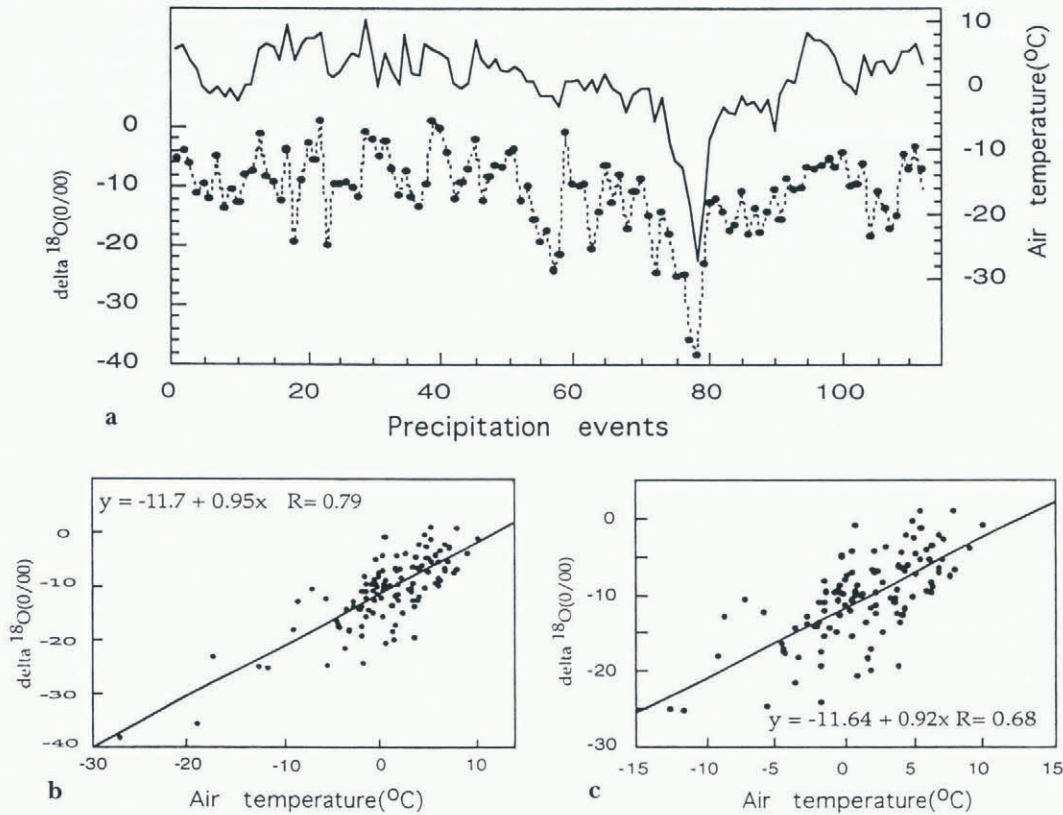 10
0
-10
-20
-30
Air temperature(°C)
0
-10
-20
-30
-40
delta ¹⁸O(0/00)
0 20 40 60 80 100
a
Precipitation events
y = -11.7 + 0.95x R= 0.79
0
-10
-20
-30
-40
delta ¹⁸O(0/00)
-30 -20 -10 0 10
b
Air temperature(°C)
y = -11.64 + 0.92x R= 0.68
5
0
-5
-10
-20
-30
delta ¹⁸O(0/00)
-15 -10 -5 0 5 10 15
c
Air temperature(°C)